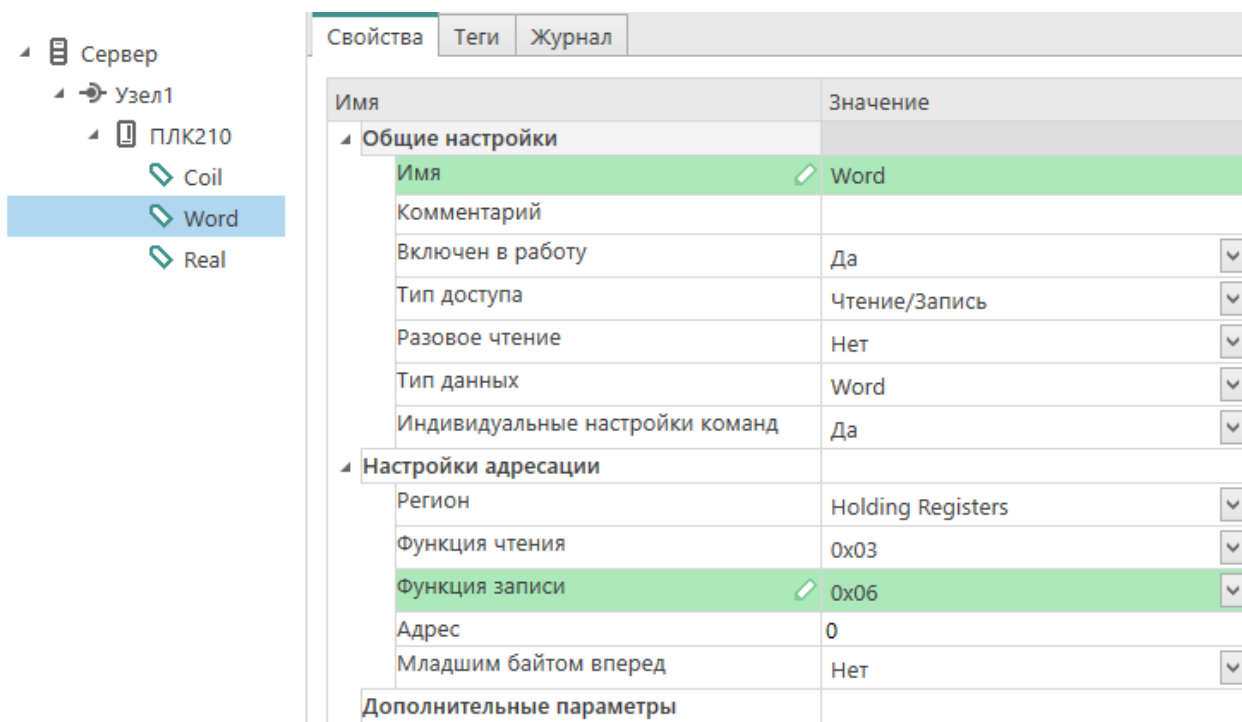 Сервер
Узел1
ПЛК210
Coil
Word
Real
Свойства Теги Журнал
Имя Значение
Общие настройки
Имя Word
Комментарий
Включен в работу Да
Тип доступа Чтение/Запись
Разовое чтение Нет
Тип данных Word
Индивидуальные настройки команд Да
Настройки адресации
Регион Holding Registers
Функция чтения 0x03
Функция записи 0x06
Адрес 0
Младшим байтом вперед Нет
Дополнительные параметры